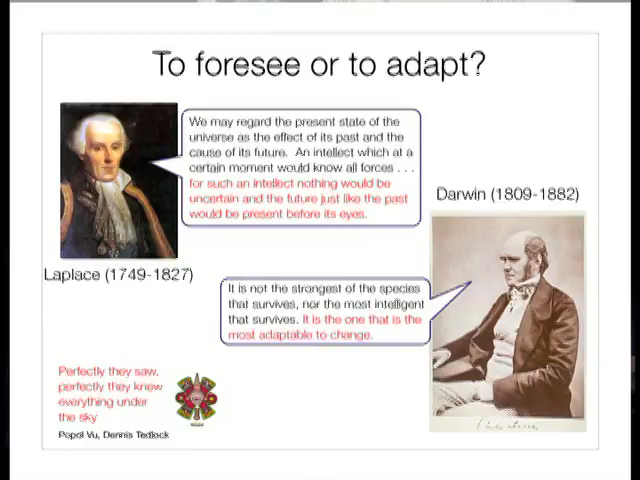 To foresee or to adapt?
We may regard the present state of the
universe as the effect of its past and the
cause of its future. An intellect which at a
certain moment would know all forces . . .
for such an intellect nothing would be
uncertain and the future just like the past
would be present before its eyes.
Darwin (1809-1882)
Laplace (1749-1827)
It is not the strongest of the species
that survives, nor the most intelligent
that survives. It is the one that is the
most adaptable to change.
Perfectly they saw,
perfectly they knew
everything under
the sky
Popol Vu, Dennis Tedlock